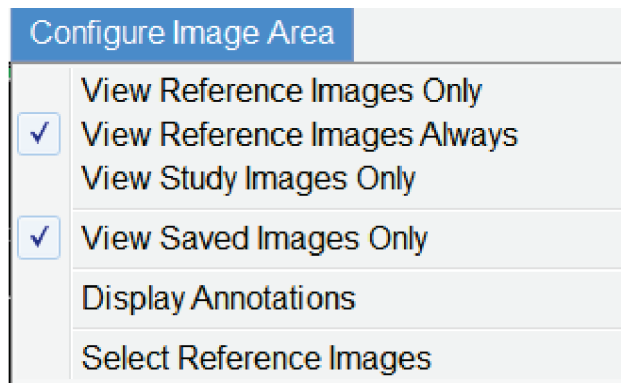 Configure Image Area
View Reference Images Only
View Reference Images Always
View Study Images Only
View Saved Images Only
Display Annotations
Select Reference Images